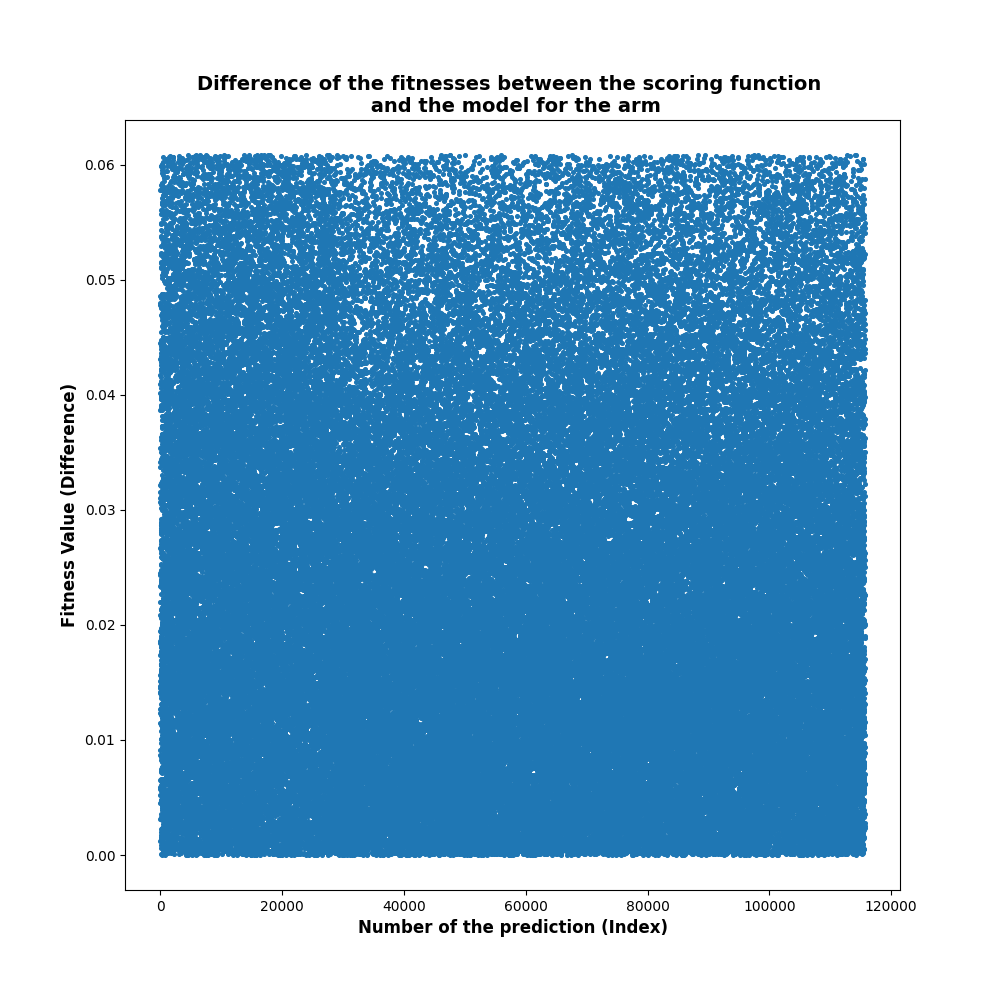 Difference of the fitnesses between the scoring function
and the model for the arm
0.06
0.05
0.04
0.03
0.02
0.01
0.00
Fitness Value (Difference)
0 20000 40000 60000 80000 100000 120000
Number of the prediction (Index)